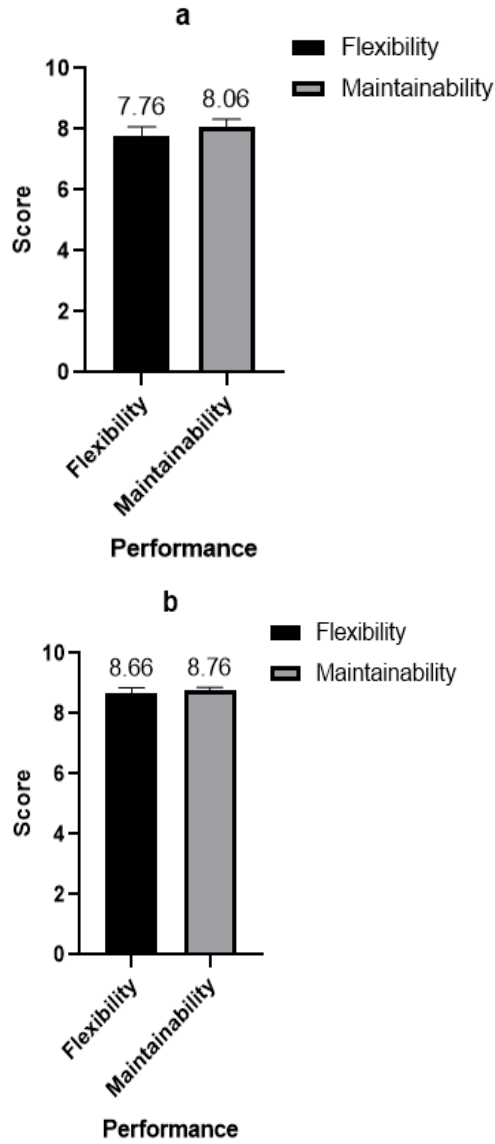 a
Flexibility
Maintainability
10
8
6
4
2
0
Score
7.76
8.06
Flexibility
Maintainability
Performance
b
Flexibility
Maintainability
10
8
6
4
2
0
Score
8.66
8.76
Flexibility
Maintainability
Performance